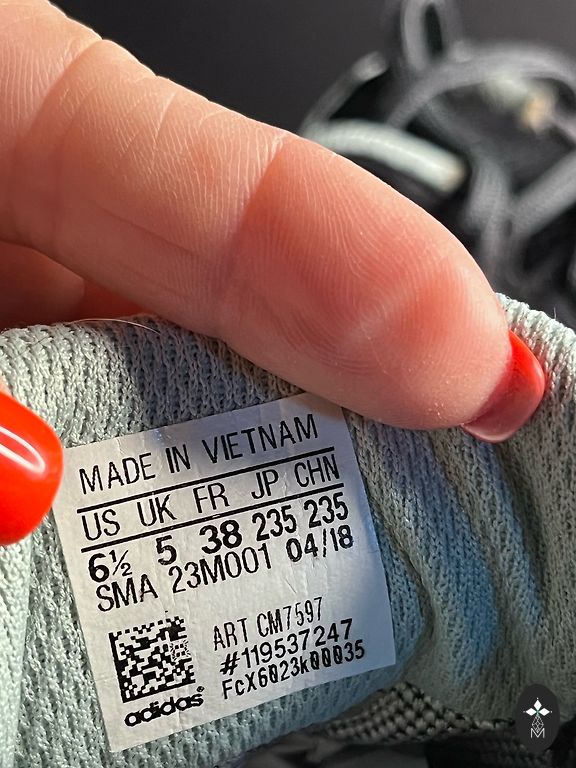 MADE IN VIETNAM
US UK FR JP CHN
6½ 5 38 235 235
SMA 23M001 04/18
ART CM7597
#119537247
FcX6023k00035
adidas®
M